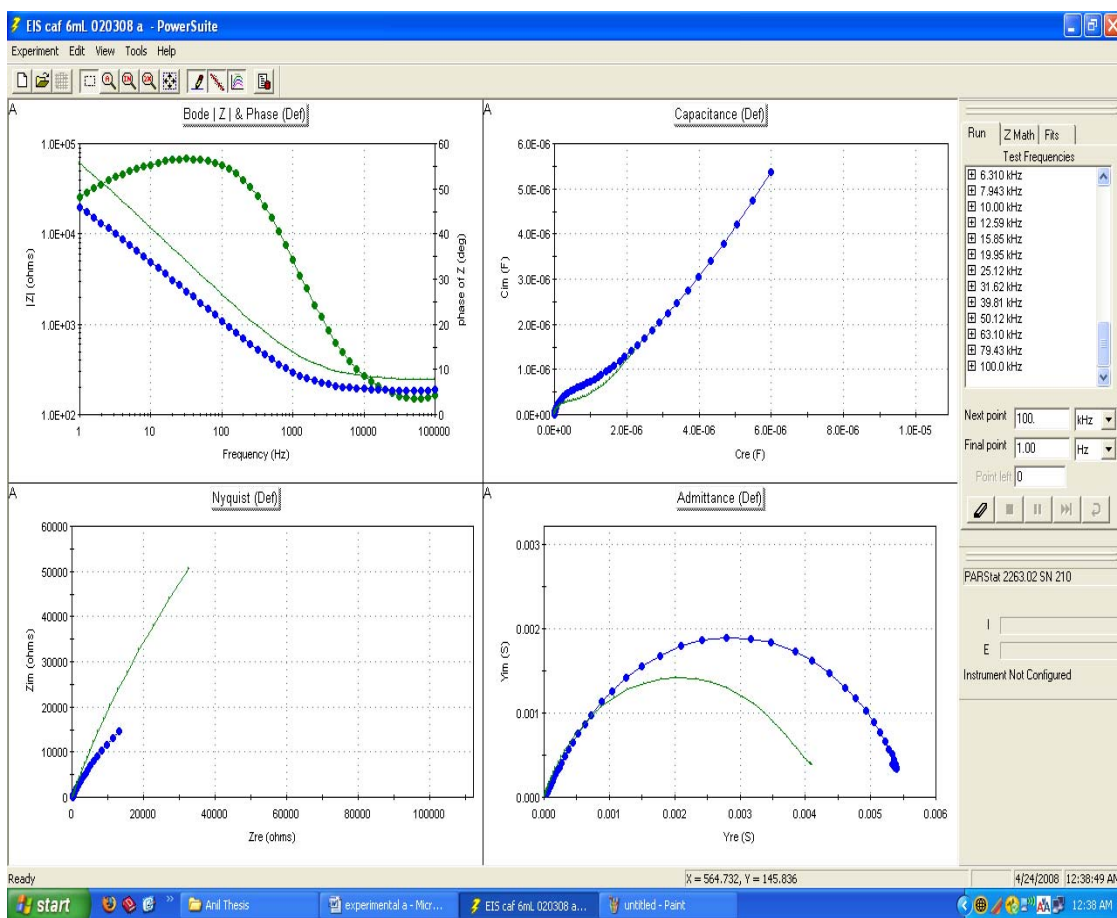 EIS caf 6mL 020308 a - PowerSuite
Experiment Edit View Tools Help
A
Bode | Z | & Phase (Def)
1.0E+05
1.0E+04
1.0E+03
1.0E+02
|Z| (ohms)
60
50
40
30
20
10
0
phase of Z (deg)
1 10 100 1000 10000 100000
Frequency (Hz)
A
Capacitance (Def)
6.0E-06
5.0E-06
4.0E-06
3.0E-06
2.0E-06
1.0E-06
0.0E+00
Cim (F)
0.0E+00 2.0E-06 4.0E-06 6.0E-06 8.0E-06 1.0E-05
Cre (F)
A
Nyquist (Def)
60000
50000
40000
30000
20000
10000
0
Zim (ohms)
0 20000 40000 60000 80000 100000
Zre (ohms)
A
Admittance (Def)
0.003
0.002
0.001
0.000
Yim (S)
0.000 0.001 0.002 0.003 0.004 0.005 0.006
Yre (S)
Run Z Math Fits
Test Frequencies
6.310 kHz
7.943 kHz
10.00 kHz
12.59 kHz
15.85 kHz
19.95 kHz
25.12 kHz
31.62 kHz
39.81 kHz
50.12 kHz
63.10 kHz
79.43 kHz
100.0 kHz
Next point 100. kHz
Final point 1.00 Hz
Point left 0
PARStat 2263.02 SN 210
I
E
Instrument Not Configured
Ready
X = 564.732, Y = 145.836
4/24/2008 12:38:49 AM
start
Anil Thesis
experimental a - Micr...
EIS caf 6mL 020308 a...
untitled - Paint
12:38 AM